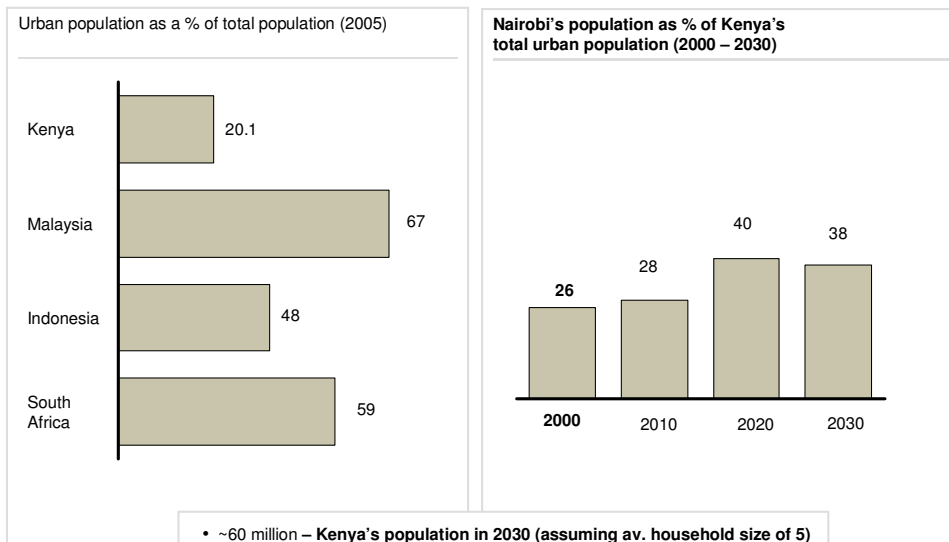 Urban population as a % of total population (2005)
Kenya
20.1
Malaysia
67
Indonesia
48
South
Africa
59
Nairobi's population as % of Kenya's
total urban population (2000 – 2030)
26
28
40
38
2000
2010
2020
2030
• ~60 million – Kenya's population in 2030 (assuming av. household size of 5)